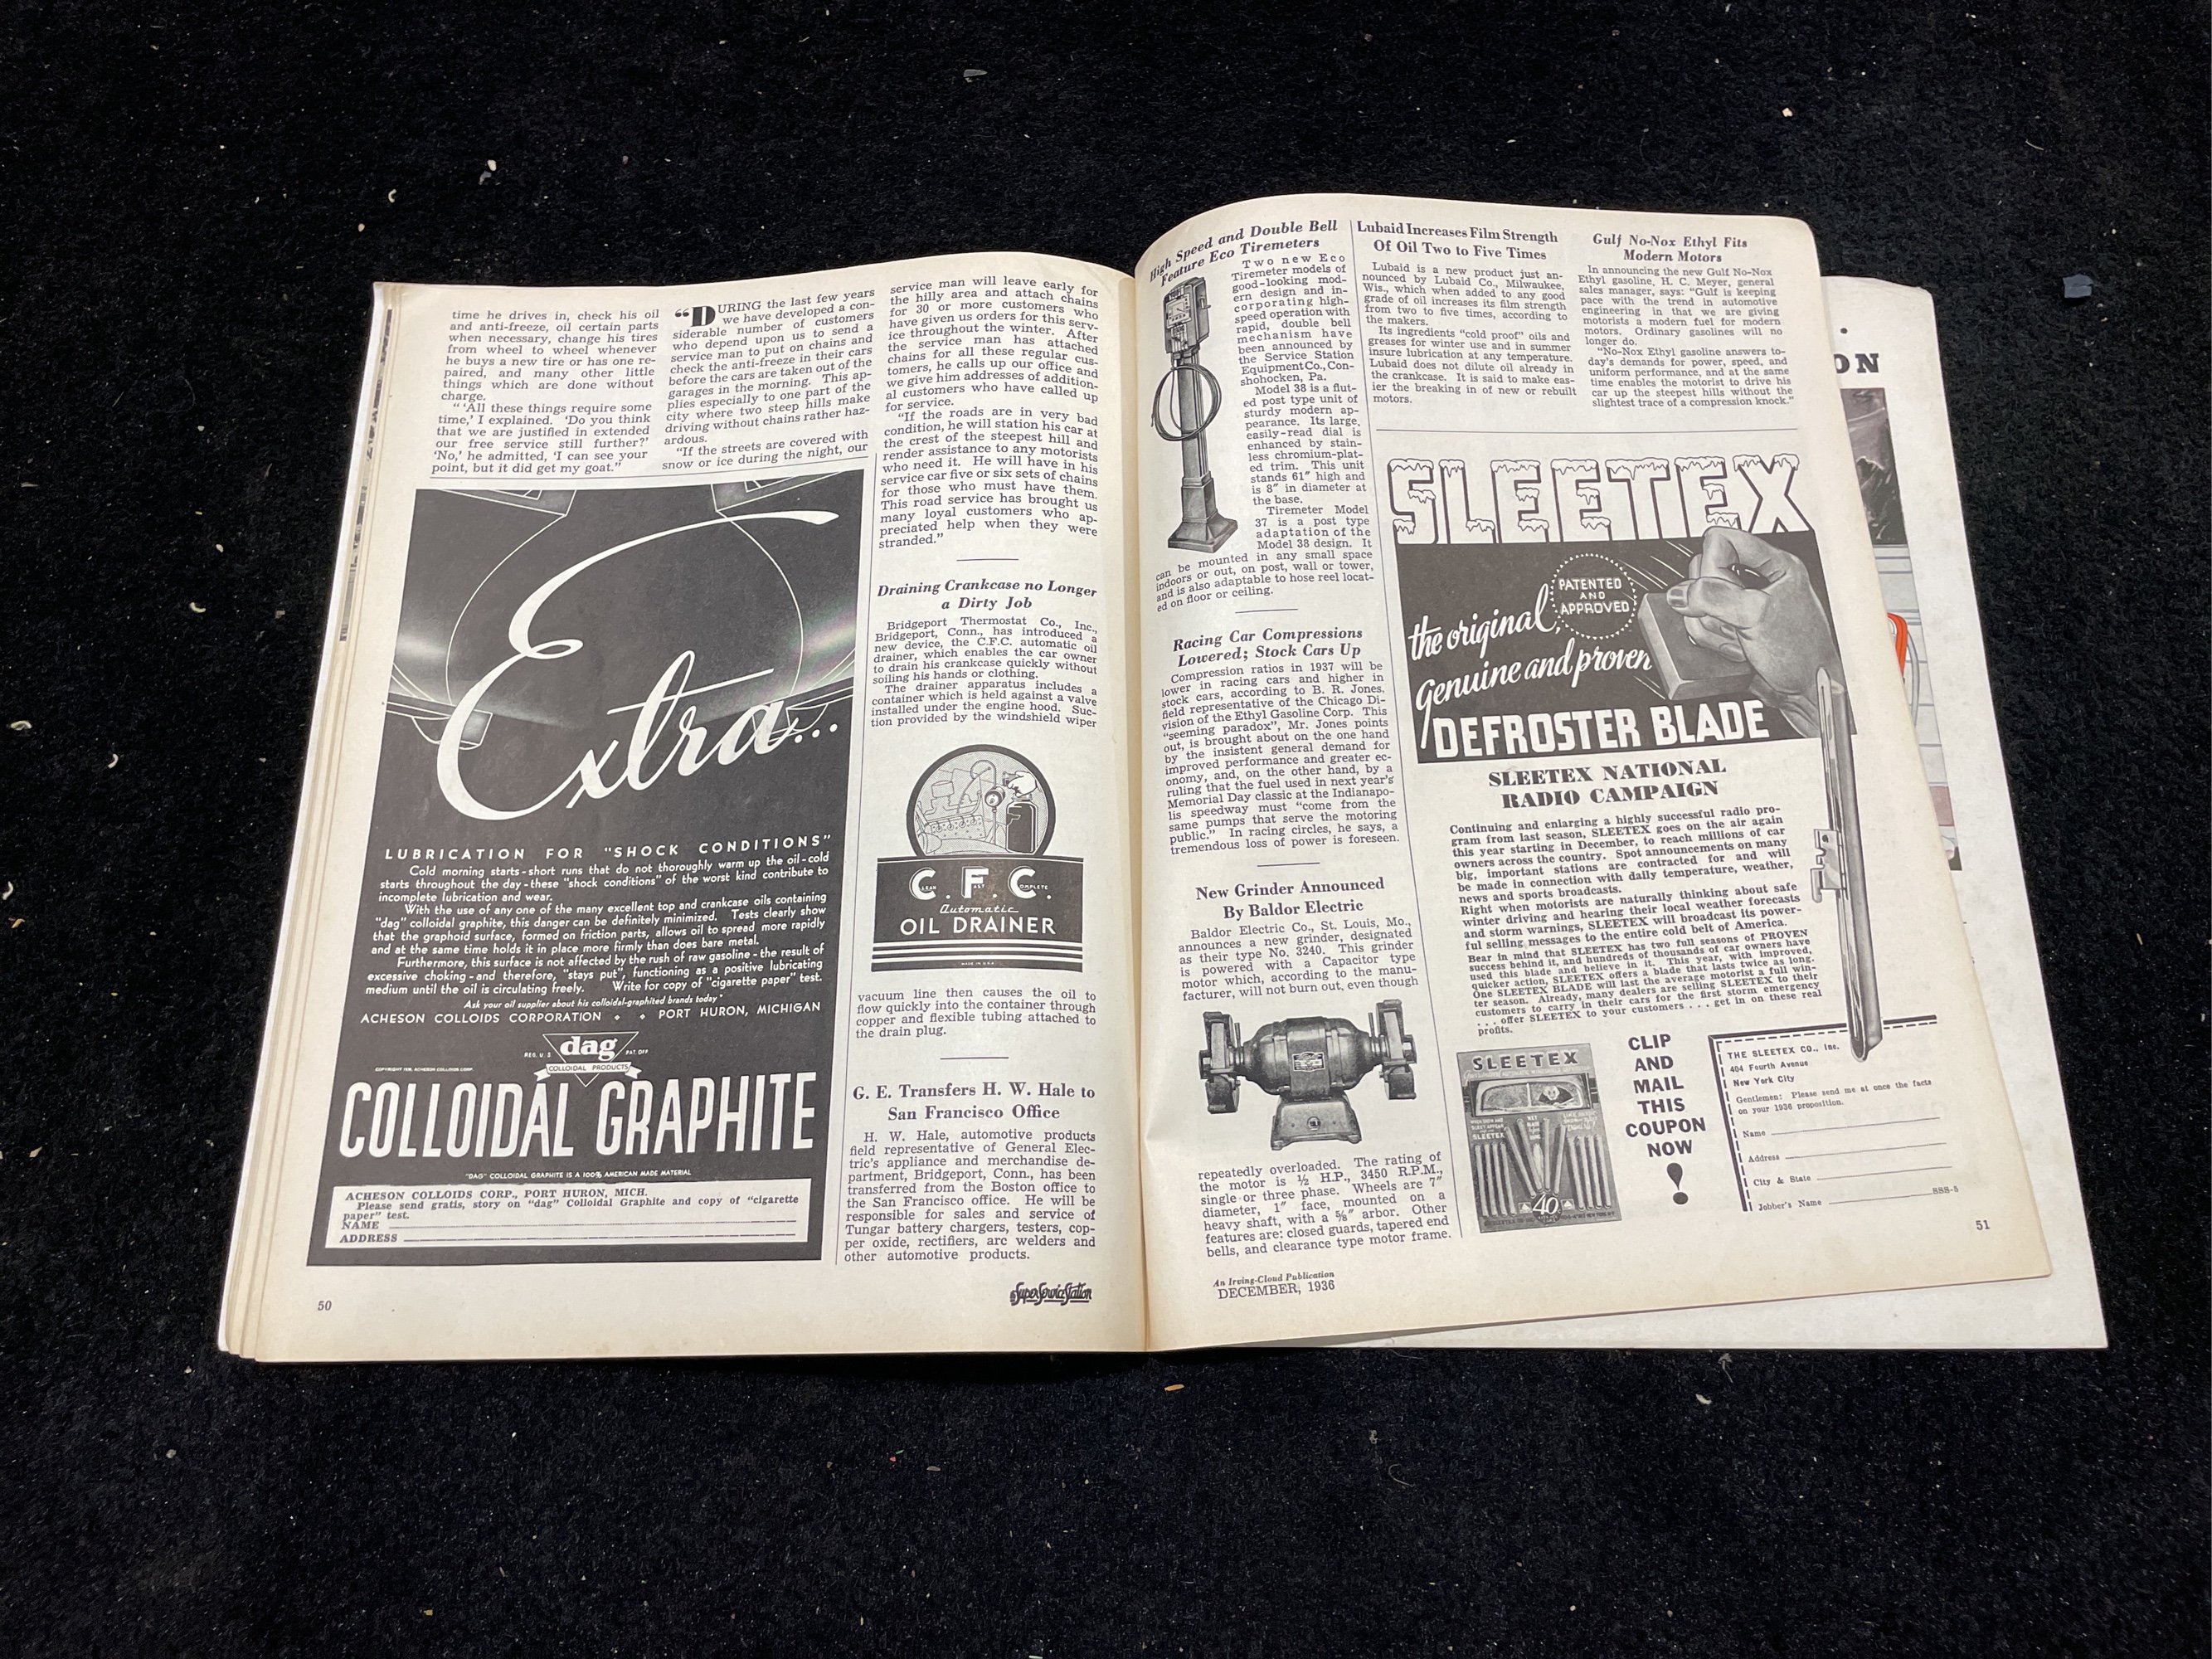 time he drives in, check his oil
and anti-freeze, oil certain parts
when necessary, change his tires
from wheel to wheel whenever
he buys a new tire or has one re-
paired, and many other little
things which are done without
charge.
“ ‘All these things require some
time,’ I explained. ‘Do you think
that we are justified in extended
our free service still further?’
‘No,’ he admitted, ‘I can see your
point, but it did get my goat.”
“DURING the last few years
we have developed a con-
siderable number of customers
who depend upon us to send a
service man to put on chains and
check the anti-freeze in their cars
before the cars are taken out of the
garages in the morning. This ap-
plies especially to one part of the
city where two steep hills make
driving without chains rather haz-
ardous.
“If the streets are covered with
snow or ice during the night, our
service man will leave early for
the hilly area and attach chains
for 30 or more customers who
have given us orders for this serv-
ice throughout the winter. After
the service man has attached
chains for all these regular cus-
tomers, he calls up our office and
we give him addresses of addition-
al customers who have called up
for service.
“If the roads are in very bad
condition, he will station his car at
the crest of the steepest hill and
render assistance to any motorists
who need it. He will have in his
service car five or six sets of chains
for those who must have them.
This road service has brought us
many loyal customers who ap-
preciated help when they were
stranded.”
Extra...
LUBRICATION FOR "SHOCK CONDITIONS"
Cold morning starts-short runs that do not thoroughly warm up the oil-cold
starts throughout the day-these "shock conditions" of the worst kind contribute to
incomplete lubrication and wear.
With the use of any one of the many excellent top and crankcase oils containing
"dag" colloidal graphite, this danger can be definitely minimized. Tests clearly show
that the graphoid surface, formed on friction parts, allows oil to spread more rapidly
and at the same time holds it in place more firmly than does bare metal.
Furthermore, this surface is not affected by the rush of raw gasoline - the result of
excessive choking-and therefore, "stays put", functioning as a positive lubricating
medium until the oil is circulating freely. Write for copy of "cigarette paper" test.
Ask your oil supplier about his colloidal-graphited brands today
ACHESON COLLOIDS CORPORATION PORT HURON, MICHIGAN
REG. U. S. dag PAT. OFF.
COLLOIDAL PRODUCTS
COPYRIGHT 1936, ACHESON COLLOIDS CORP.
COLLOIDAL GRAPHITE
"DAG" COLLOIDAL GRAPHITE IS A 100% AMERICAN MADE MATERIAL
ACHESON COLLOIDS CORP., PORT HURON, MICH.
Please send gratis, story on "dag" Colloidal Graphite and copy of "cigarette
paper" test.
NAME
ADDRESS
Draining Crankcase no Longer
a Dirty Job
Bridgeport Thermostat Co., Inc.,
Bridgeport, Conn., has introduced a
new device, the C.F.C. automatic oil
drainer, which enables the car owner
to drain his crankcase quickly without
soiling his hands or clothing.
The drainer apparatus includes a
container which is held against a valve
installed under the engine hood. Suc-
tion provided by the windshield wiper
C.F.C.
CLEAN FAST COMPLETE
Automatic
OIL DRAINER
MADE IN U.S.A.
vacuum line then causes the oil to
flow quickly into the container through
copper and flexible tubing attached to
the drain plug.
G. E. Transfers H. W. Hale to
San Francisco Office
H. W. Hale, automotive products
field representative of General Elec-
tric's appliance and merchandise de-
partment, Bridgeport, Conn., has been
transferred from the Boston office to
the San Francisco office. He will be
responsible for sales and service of
Tungar battery chargers, testers, cop-
per oxide, rectifiers, arc welders and
other automotive products.
50
Super Service Station
High Speed and Double Bell
Feature Eco Tiremeters
Two new Eco
Tiremeter models of
good-looking mod-
ern design and in-
corporating high-
speed operation with
rapid, double bell
mechanism have
been announced by
the Service Station
Equipment Co., Con-
shohocken, Pa.
Model 38 is a flut-
ed post type unit of
sturdy modern ap-
pearance. Its large,
easily-read dial is
enhanced by stain-
less chromium-plat-
ed trim. This unit
stands 61" high and
is 8" in diameter at
the base.
Tiremeter Model
37 is a post type
adaptation of the
Model 38 design. It
can be mounted in any small space
indoors or out, on post, wall or tower,
and is also adaptable to hose reel locat-
ed on floor or ceiling.
Racing Car Compressions
Lowered; Stock Cars Up
Compression ratios in 1937 will be
lower in racing cars and higher in
stock cars, according to B. R. Jones,
field representative of the Chicago Di-
vision of the Ethyl Gasoline Corp. This
“seeming paradox”, Mr. Jones points
out, is brought about on the one hand
by the insistent general demand for
improved performance and greater ec-
onomy, and, on the other hand, by a
ruling that the fuel used in next year's
Memorial Day classic at the Indianapo-
lis speedway must “come from the
same pumps that serve the motoring
public.” In racing circles, he says, a
tremendous loss of power is foreseen.
New Grinder Announced
By Baldor Electric
Baldor Electric Co., St. Louis, Mo.,
announces a new grinder, designated
as their type No. 3240. This grinder
is powered with a Capacitor type
motor which, according to the manu-
facturer, will not burn out, even though
repeatedly overloaded. The rating of
the motor is ½ H.P., 3450 R.P.M.,
single or three phase. Wheels are 7"
diameter, 1" face, mounted on a
heavy shaft, with a ⅝" arbor. Other
features are: closed guards, tapered end
bells, and clearance type motor frame.
An Irving-Cloud Publication
DECEMBER, 1936
Lubaid Increases Film Strength
Of Oil Two to Five Times
Lubaid is a new product just an-
nounced by Lubaid Co., Milwaukee,
Wis., which when added to any good
grade of oil increases its film strength
from two to five times, according to
the makers.
Its ingredients “cold proof” oils and
greases for winter use and in summer
insure lubrication at any temperature.
Lubaid does not dilute oil already in
the crankcase. It is said to make eas-
ier the breaking in of new or rebuilt
motors.
Gulf No-Nox Ethyl Fits
Modern Motors
In announcing the new Gulf No-Nox
Ethyl gasoline, H. C. Meyer, general
sales manager, says: “Gulf is keeping
pace with the trend in automotive
engineering in that we are giving
motorists a modern fuel for modern
motors. Ordinary gasolines will no
longer do.
“No-Nox Ethyl gasoline answers to-
day's demands for power, speed, and
uniform performance, and at the same
time enables the motorist to drive his
car up the steepest hills without the
slightest trace of a compression knock.”
SLEETEX
PATENTED
AND
APPROVED
the original,
Genuine and proven
DEFROSTER BLADE
SLEETEX NATIONAL
RADIO CAMPAIGN
Continuing and enlarging a highly successful radio pro-
gram from last season, SLEETEX goes on the air again
this year starting in December, to reach millions of car
owners across the country. Spot announcements on many
big, important stations are contracted for and will
be made in connection with daily temperature, weather,
news and sports broadcasts.
Right when motorists are naturally thinking about safe
winter driving and hearing their local weather forecasts
and storm warnings, SLEETEX will broadcast its power-
ful selling messages to the entire cold belt of America.
Bear in mind that SLEETEX has two full seasons of PROVEN
success behind it, and hundreds of thousands of car owners have
used this blade and believe in it. This year, with improved,
quicker action, SLEETEX offers a blade that lasts twice as long.
One SLEETEX BLADE will last the average motorist a full win-
ter season. Already, many dealers are selling SLEETEX to their
customers to carry in their cars for the first storm emergency
. . . offer SLEETEX to your customers . . . get in on these real
profits.
SLEETEX
SLEETEX
40
CLIP
AND
MAIL
THIS
COUPON
NOW
!
THE SLEETEX CO., Inc.
404 Fourth Avenue
New York City
Gentlemen: Please send me at once the facts
on your 1936 proposition.
Name
Address
City & State
Jobber's Name
SSS-5
51
ON